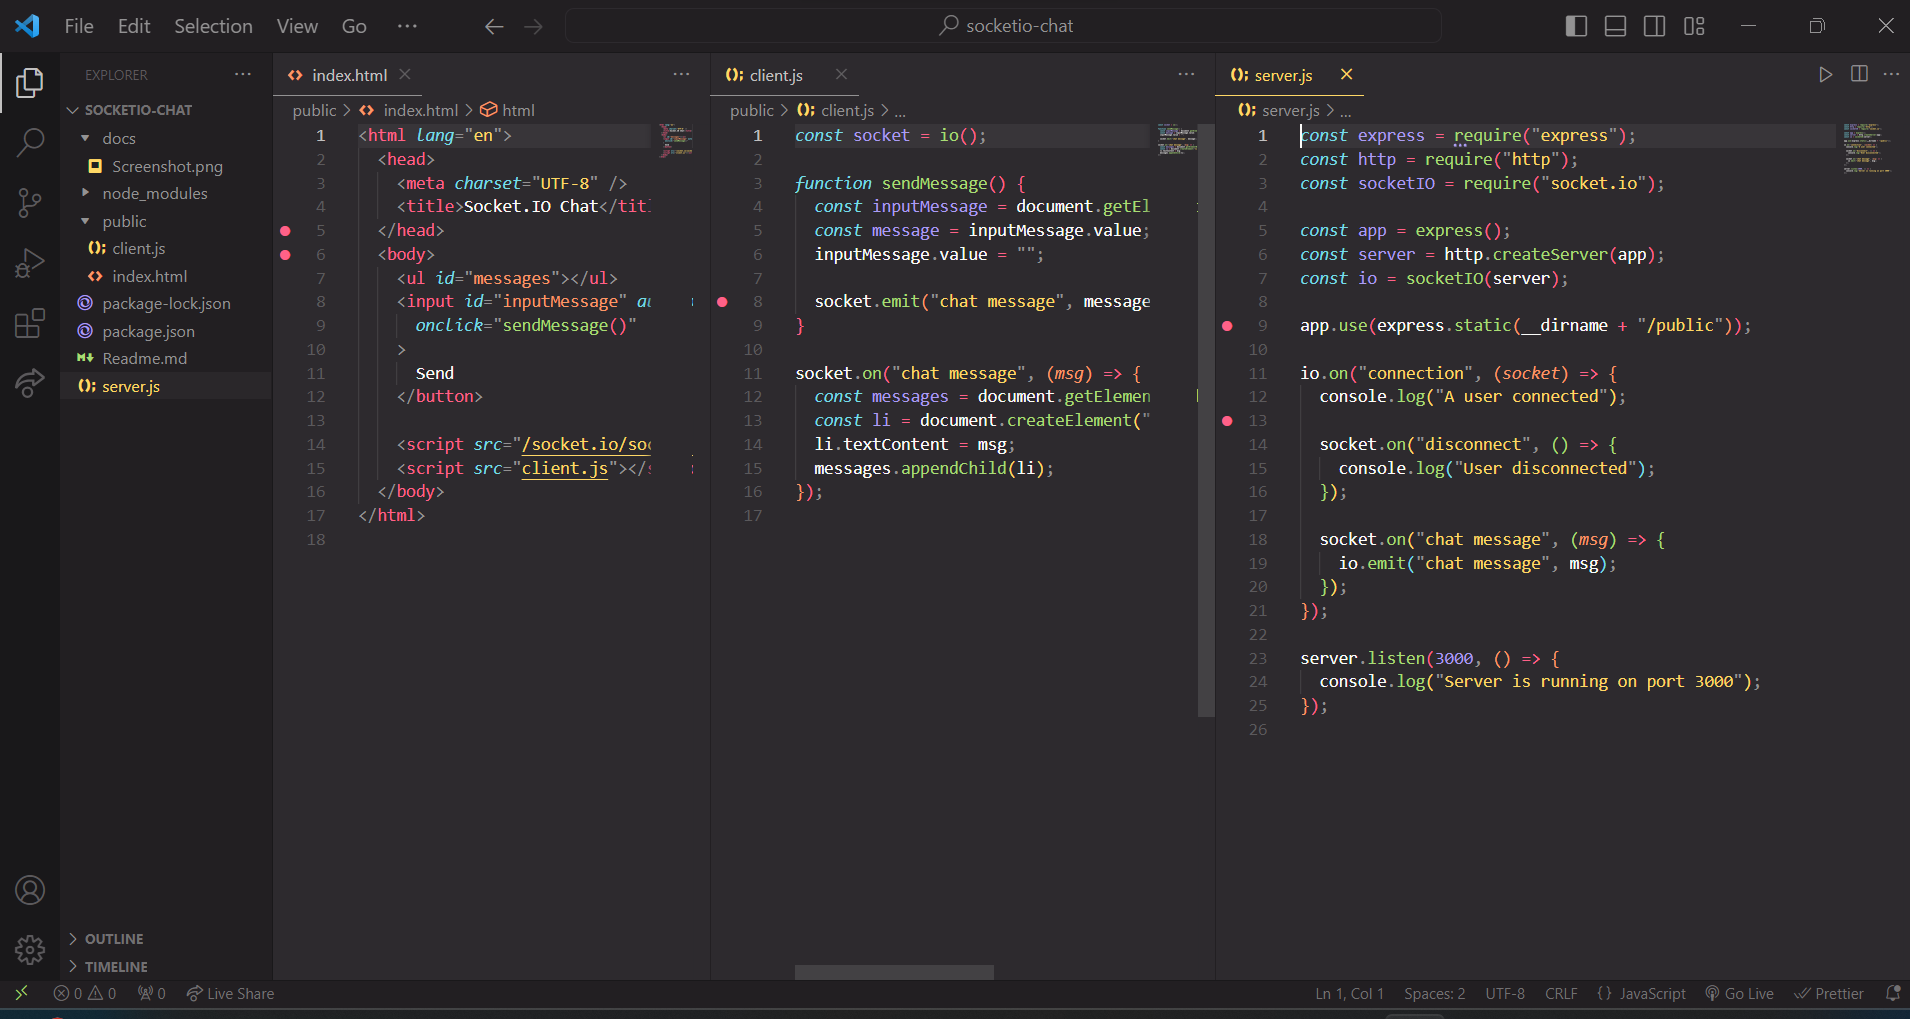 File Edit Selection View Go ··· socketio-chat
EXPLORER ···
SOCKETIO-CHAT
docs
Screenshot.png
node_modules
public
client.js
index.html
package-lock.json
package.json
Readme.md
server.js
OUTLINE
TIMELINE
index.html ···
public > index.html > html
1 <html lang="en">
2 <head>
3 <meta charset="UTF-8" />
4 <title>Socket.IO Chat</titl
5 </head>
6 <body>
7 <ul id="messages"></ul>
8 <input id="inputMessage" au
9 onclick="sendMessage()"
10 >
11 Send
12 </button>
13
14 <script src="/socket.io/soc
15 <script src="client.js"></s
16 </body>
17 </html>
18
client.js ···
public > client.js > ...
1 const socket = io();
2
3 function sendMessage() {
4 const inputMessage = document.getEl
5 const message = inputMessage.value;
6 inputMessage.value = "";
7
8 socket.emit("chat message", message
9 }
10
11 socket.on("chat message", (msg) => {
12 const messages = document.getElemen
13 const li = document.createElement("
14 li.textContent = msg;
15 messages.appendChild(li);
16 });
17
server.js ···
server.js > ...
1 const express = require("express");
2 const http = require("http");
3 const socketIO = require("socket.io");
4
5 const app = express();
6 const server = http.createServer(app);
7 const io = socketIO(server);
8
9 app.use(express.static(__dirname + "/public"));
10
11 io.on("connection", (socket) => {
12 console.log("A user connected");
13
14 socket.on("disconnect", () => {
15 console.log("User disconnected");
16 });
17
18 socket.on("chat message", (msg) => {
19 io.emit("chat message", msg);
20 });
21 });
22
23 server.listen(3000, () => {
24 console.log("Server is running on port 3000");
25 });
26
0 0 0 Live Share Ln 1, Col 1 Spaces: 2 UTF-8 CRLF {} JavaScript Go Live Prettier